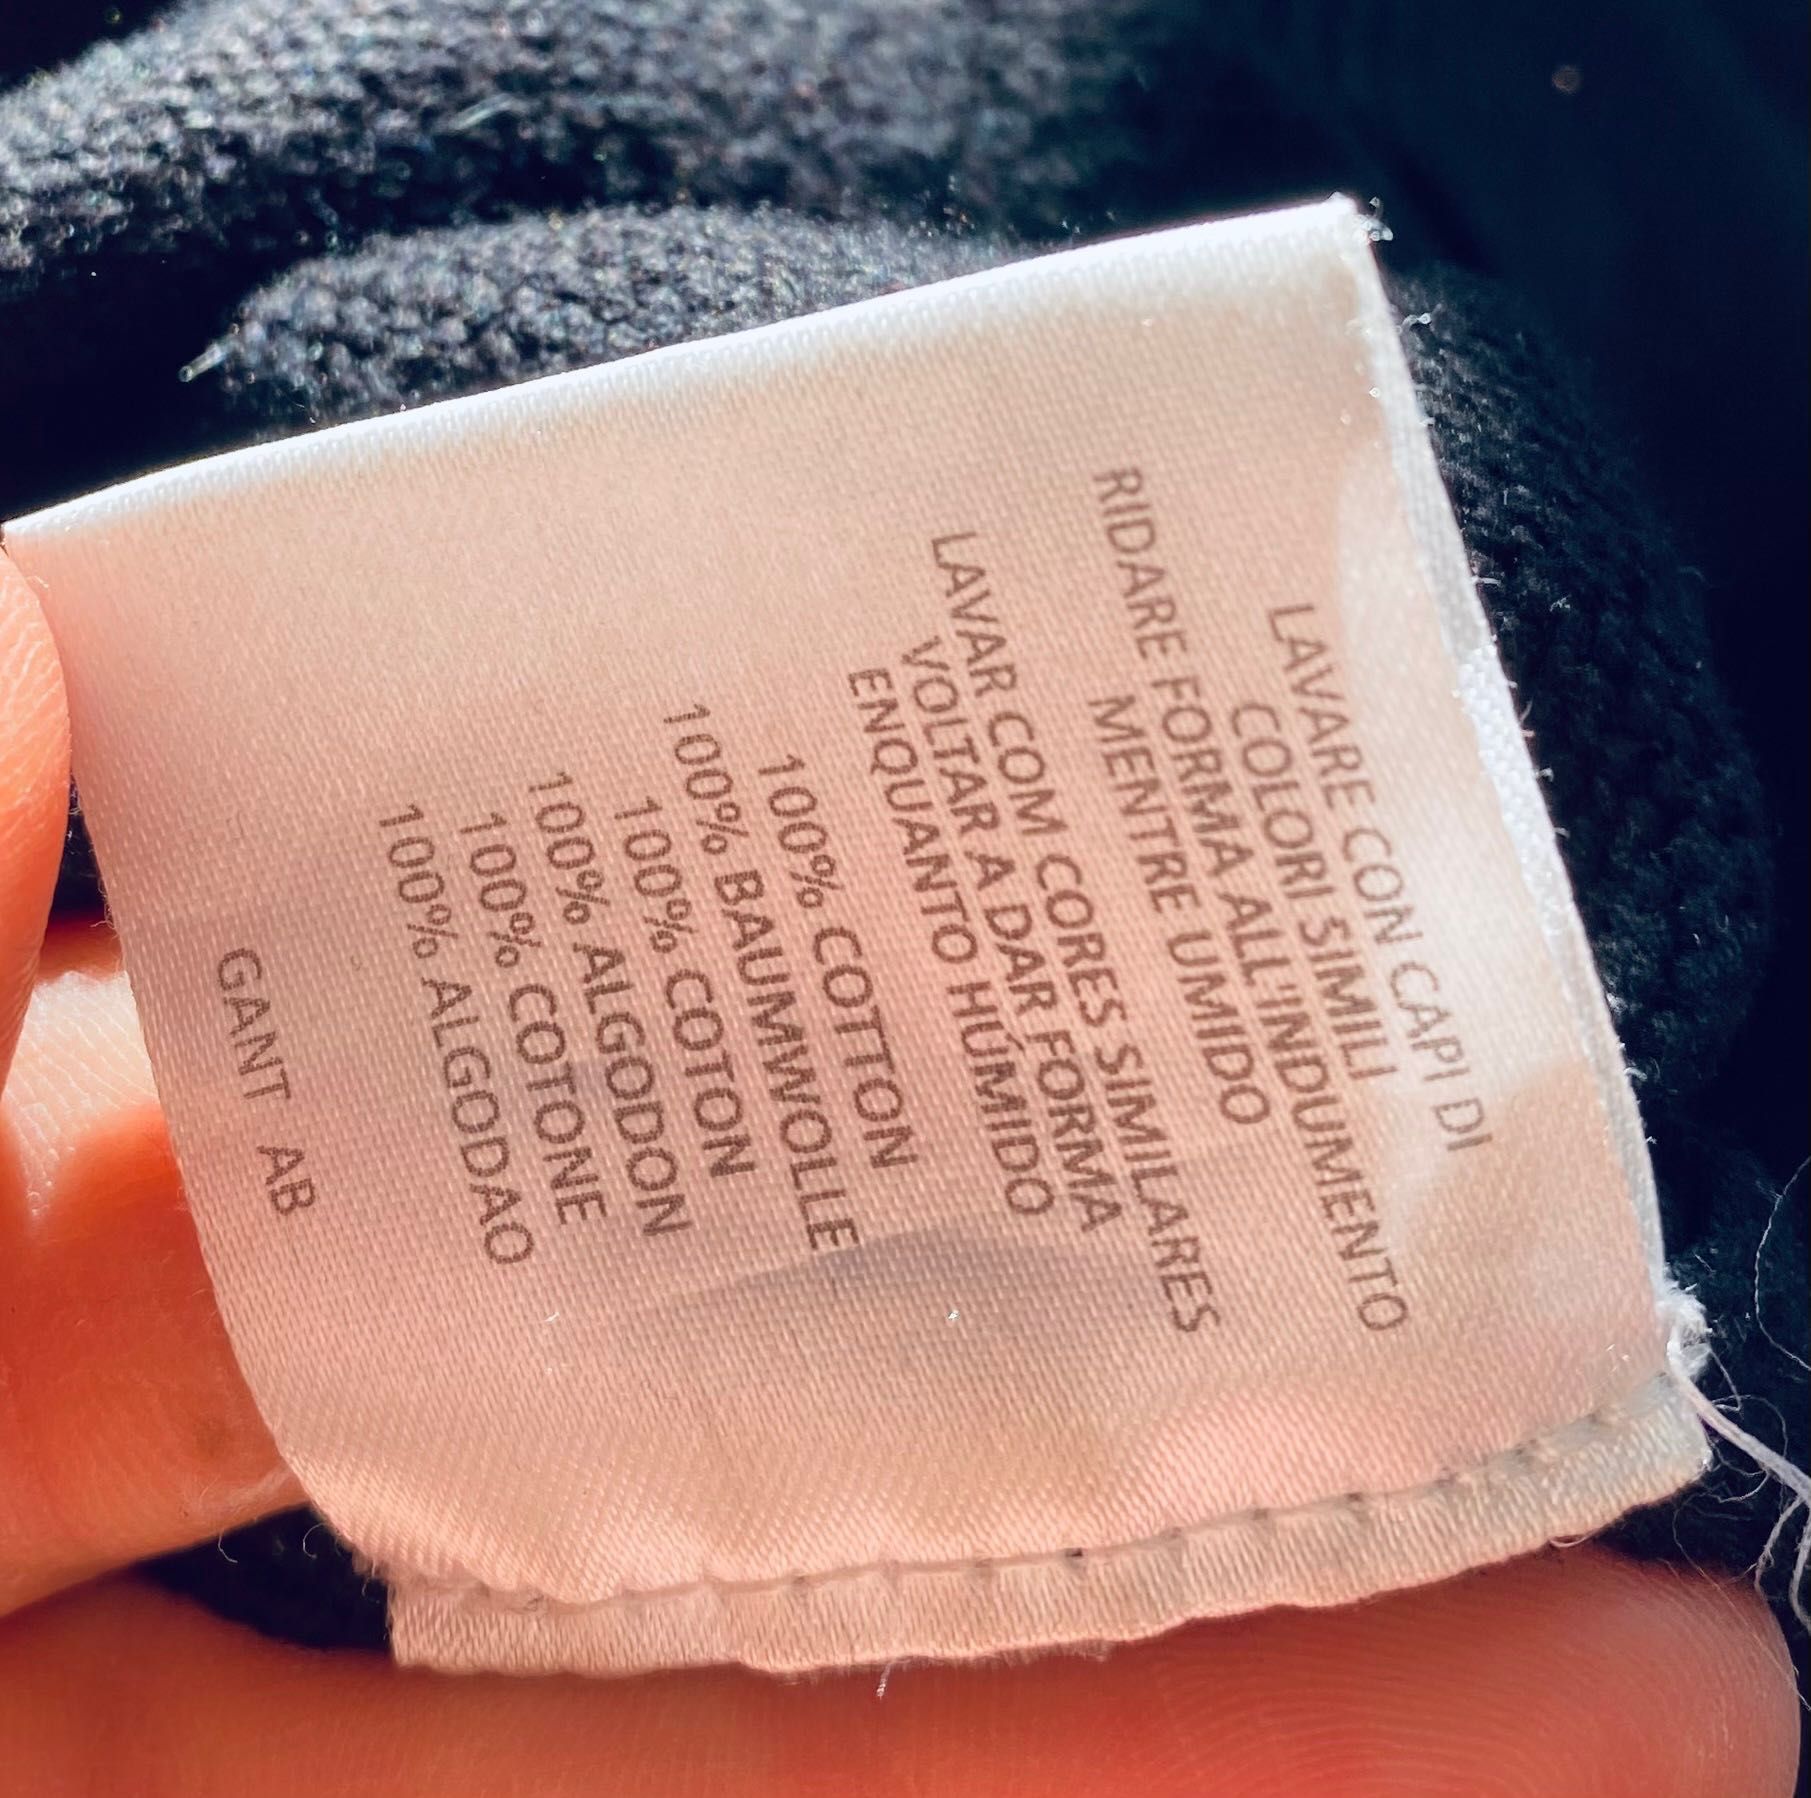 LAVARE CON CAPI DI
COLORI SIMILI
RIDARE FORMA ALL'INDUMENTO
MENTRE UMIDO
LAVAR COM CORES SIMILARES
VOLTAR A DAR FORMA
ENQUANTO HÚMIDO
100% COTTON
100% BAUMWOLLE
100% COTON
100% ALGODON
100% COTONE
100% ALGODAO
GANT AB